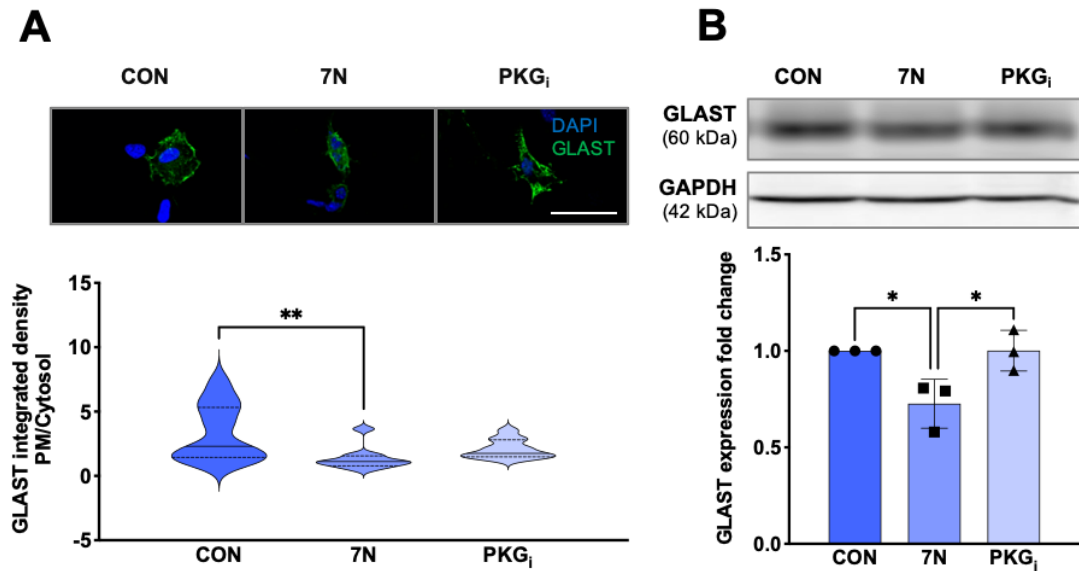 A
CON 7N PKGi
DAPI
GLAST
GLAST integrated density
PM/Cytosol
15
10
5
0
-5
**
CON 7N PKGi
B
CON 7N PKGi
GLAST
(60 kDa)
GAPDH
(42 kDa)
GLAST expression fold change
1.5
1.0
0.5
0.0
* *
CON 7N PKGi